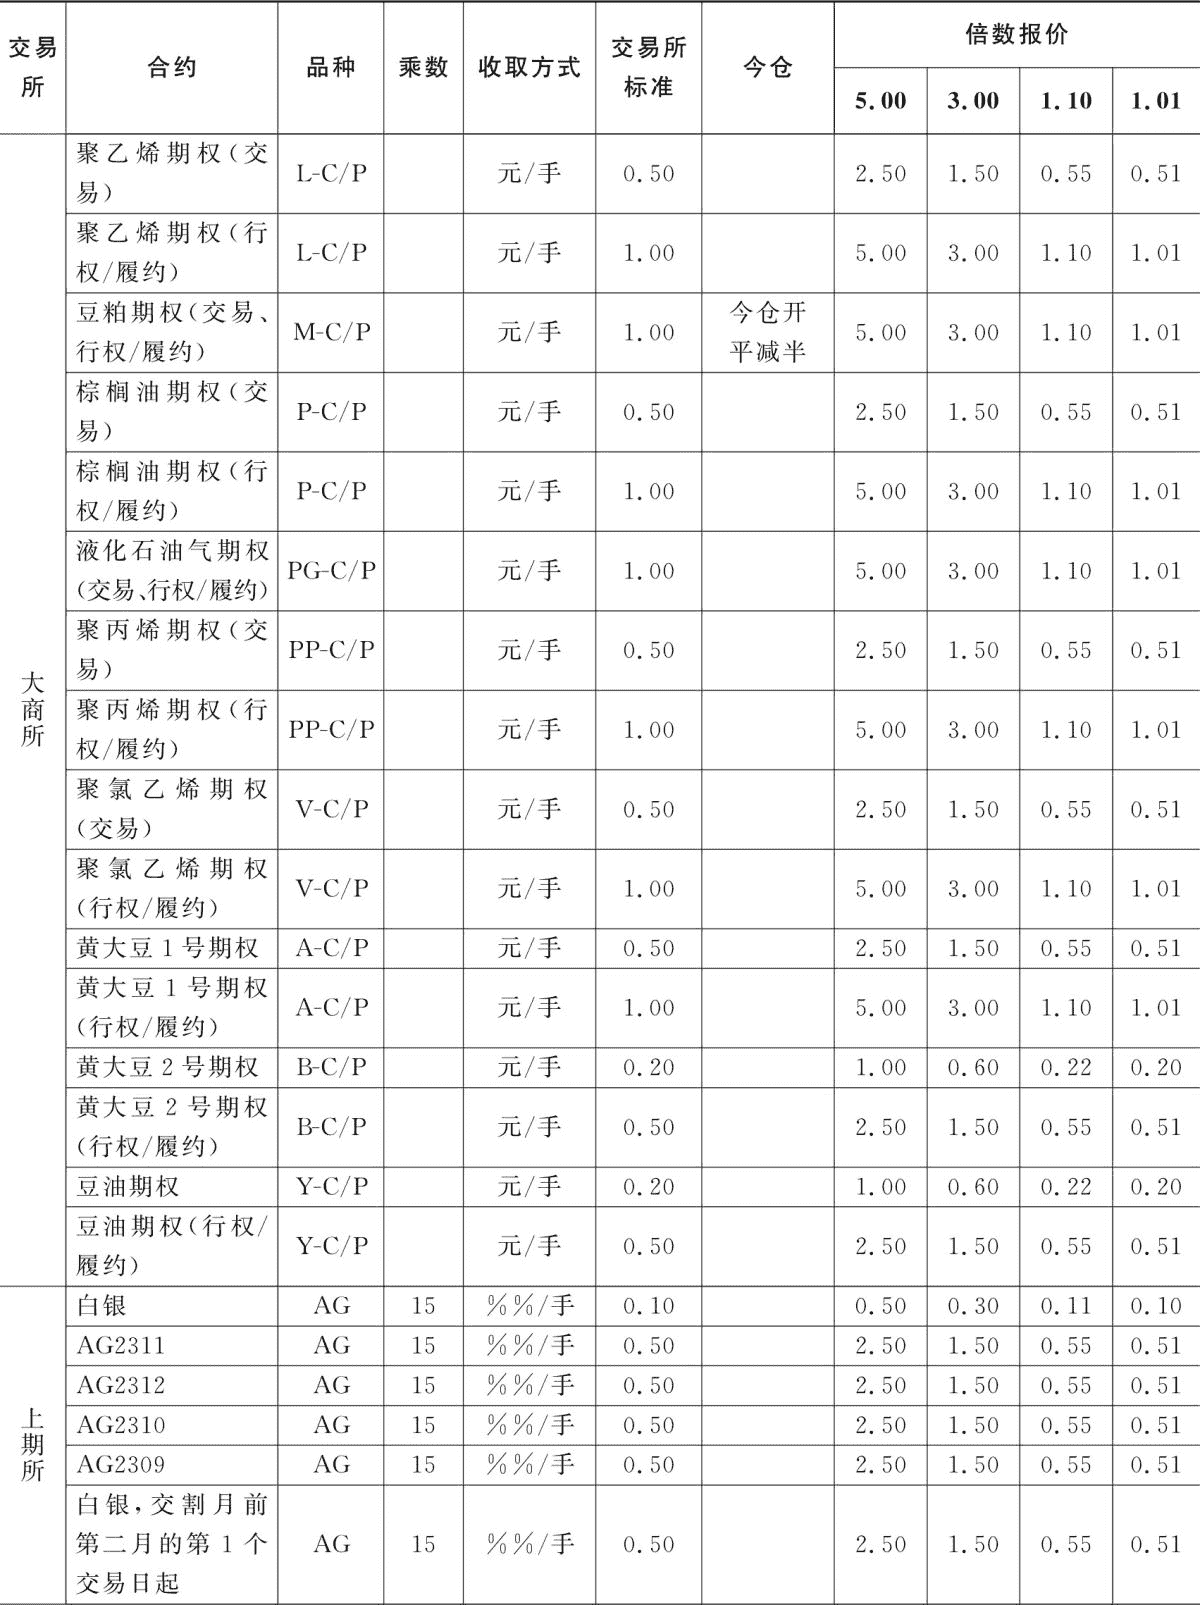 交易所 合约 品种 乘数 收取方式 交易所标准 今仓 倍数报价
5.00 3.00 1.10 1.01
大商所
聚乙烯期权(交易) L-C/P 元/手 0.50 2.50 1.50 0.55 0.51
聚乙烯期权(行权/履约) L-C/P 元/手 1.00 5.00 3.00 1.10 1.01
豆粕期权(交易、行权/履约) M-C/P 元/手 1.00 今仓开平减半 5.00 3.00 1.10 1.01
棕榈油期权(交易) P-C/P 元/手 0.50 2.50 1.50 0.55 0.51
棕榈油期权(行权/履约) P-C/P 元/手 1.00 5.00 3.00 1.10 1.01
液化石油气期权(交易、行权/履约) PG-C/P 元/手 1.00 5.00 3.00 1.10 1.01
聚丙烯期权(交易) PP-C/P 元/手 0.50 2.50 1.50 0.55 0.51
聚丙烯期权(行权/履约) PP-C/P 元/手 1.00 5.00 3.00 1.10 1.01
聚氯乙烯期权(交易) V-C/P 元/手 0.50 2.50 1.50 0.55 0.51
聚氯乙烯期权(行权/履约) V-C/P 元/手 1.00 5.00 3.00 1.10 1.01
黄大豆1号期权 A-C/P 元/手 0.50 2.50 1.50 0.55 0.51
黄大豆1号期权(行权/履约) A-C/P 元/手 1.00 5.00 3.00 1.10 1.01
黄大豆2号期权 B-C/P 元/手 0.20 1.00 0.60 0.22 0.20
黄大豆2号期权(行权/履约) B-C/P 元/手 0.50 2.50 1.50 0.55 0.51
豆油期权 Y-C/P 元/手 0.20 1.00 0.60 0.22 0.20
豆油期权(行权/履约) Y-C/P 元/手 0.50 2.50 1.50 0.55 0.51
上期所
白银 AG 15 %%/手 0.10 0.50 0.30 0.11 0.10
AG2311 AG 15 %%/手 0.50 2.50 1.50 0.55 0.51
AG2312 AG 15 %%/手 0.50 2.50 1.50 0.55 0.51
AG2310 AG 15 %%/手 0.50 2.50 1.50 0.55 0.51
AG2309 AG 15 %%/手 0.50 2.50 1.50 0.55 0.51
白银,交割月前第二月的第1个交易日起 AG 15 %%/手 0.50 2.50 1.50 0.55 0.51